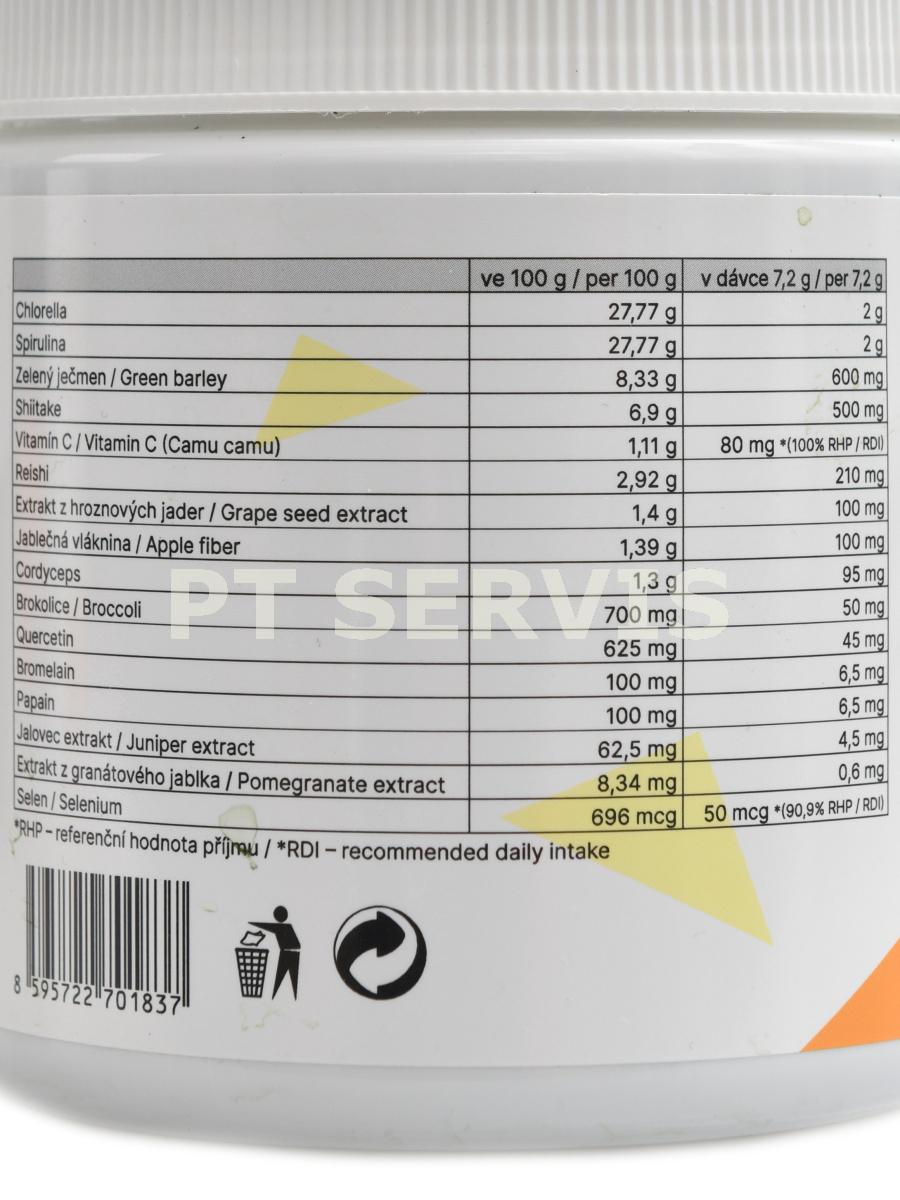 ve 100 g / per 100 g v dávce 7,2 g / per 7,2 g
Chlorella 27,77 g 2 g
Spirulina 27,77 g 2 g
Zelený ječmen / Green barley 8,33 g 600 mg
Shiitake 6,9 g 500 mg
Vitamín C / Vitamin C (Camu camu) 1,11 g 80 mg *(100% RHP / RDI)
Reishi 2,92 g 210 mg
Extrakt z hroznových jader / Grape seed extract 1,4 g 100 mg
Jablečná vláknina / Apple fiber 1,39 g 100 mg
Cordyceps 1,3 g 95 mg
PT SERVIS
Brokolice / Broccoli 700 mg 50 mg
Quercetin 625 mg 45 mg
Bromelain 100 mg 6,5 mg
Papain 100 mg 6,5 mg
Jalovec extrakt / Juniper extract 62,5 mg 4,5 mg
Extrakt z granátového jablka / Pomegranate extract 8,34 mg 0,6 mg
Selen / Selenium 696 mcg 50 mcg *(90,9% RHP / RDI)
*RHP – referenční hodnota příjmu / *RDI – recommended daily intake
8 595722 701837